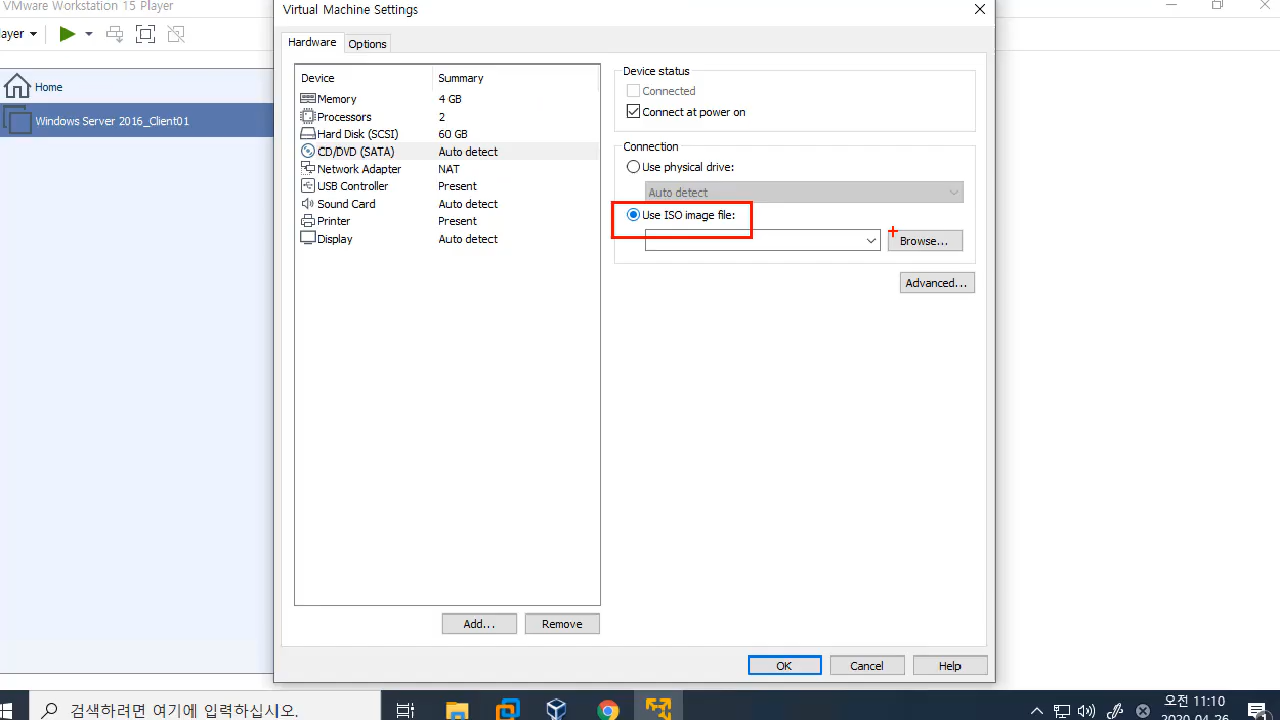 VMware Workstation 15 Player
Virtual Machine Settings
ayer
Hardware
Options
Home
Windows Server 2016_Client01
Device Summary
Memory 4 GB
Processors 2
Hard Disk (SCSI) 60 GB
CD/DVD (SATA) Auto detect
Network Adapter NAT
USB Controller Present
Sound Card Auto detect
Printer Present
Display Auto detect
Device status
Connected
Connect at power on
Connection
Use physical drive:
Auto detect
Use ISO image file:
Browse...
Advanced...
Add... Remove
OK Cancel Help
검색하려면 여기에 입력하십시오.
오전 11:10
2020-04-26